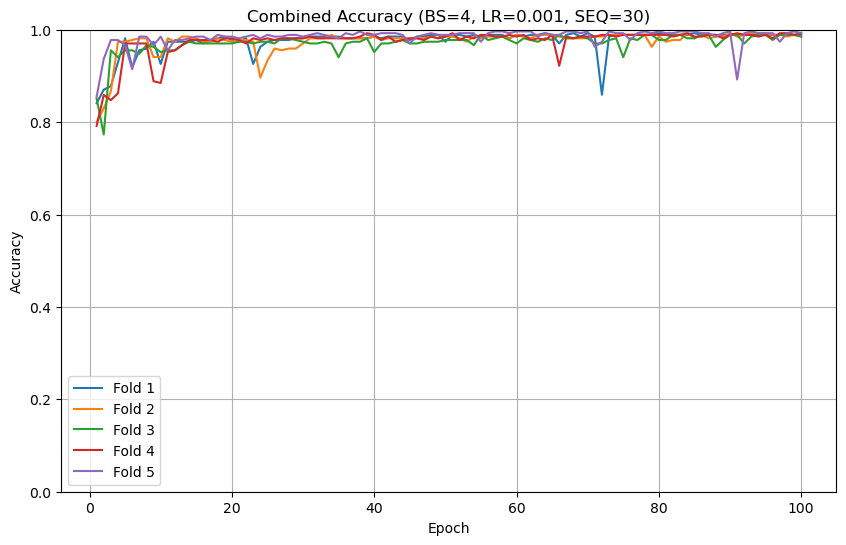 Combined Accuracy (BS=4, LR=0.001, SEQ=30)
1.0
0.8
0.6
0.4
0.2
0.0
Accuracy
Fold 1
Fold 2
Fold 3
Fold 4
Fold 5
0 20 40 60 80 100
Epoch